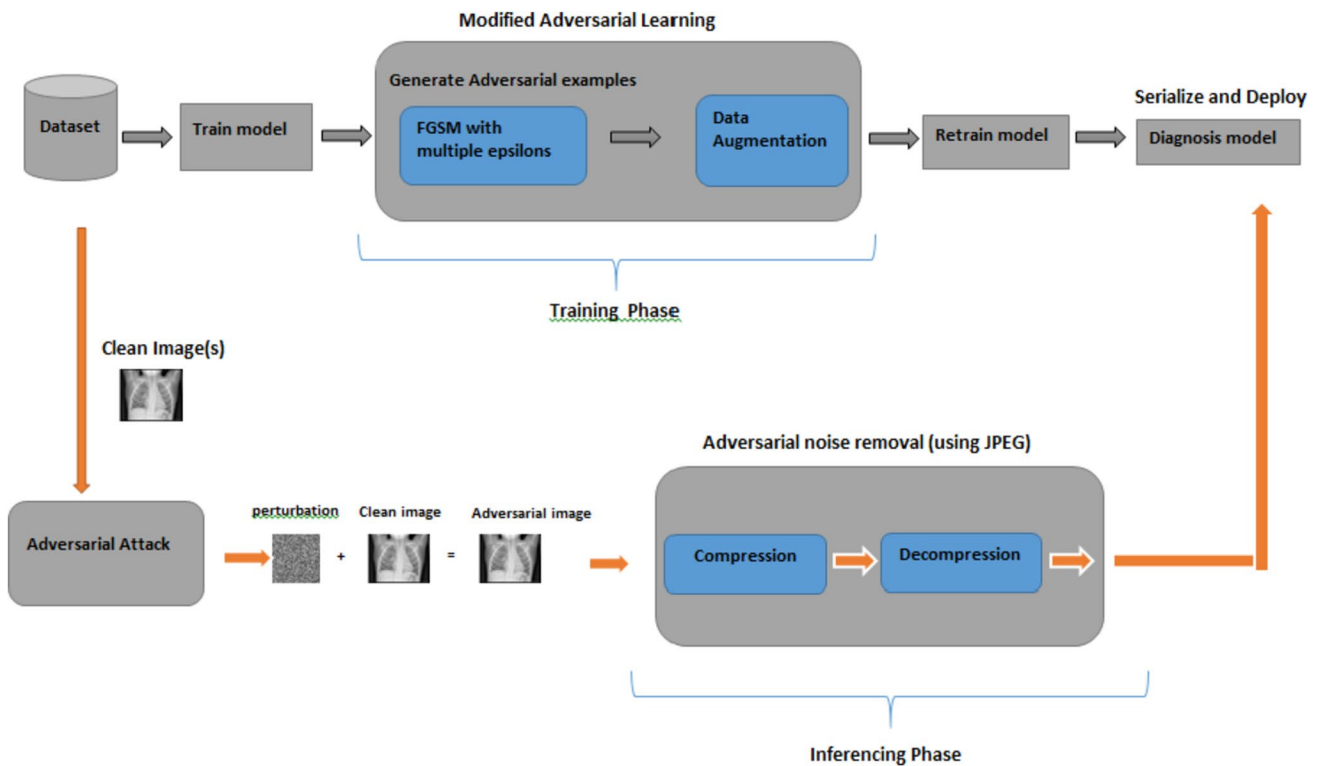 Modified Adversarial Learning
Generate Adversarial examples
Serialize and Deploy
Dataset
Train model
FGSM with
multiple epsilons
Data
Augmentation
Retrain model
Diagnosis model
Training Phase
Clean Image(s)
Adversarial noise removal (using JPEG)
Adversarial Attack
perturbation
Clean image
Adversarial image
+
=
Compression
Decompression
Inferencing Phase